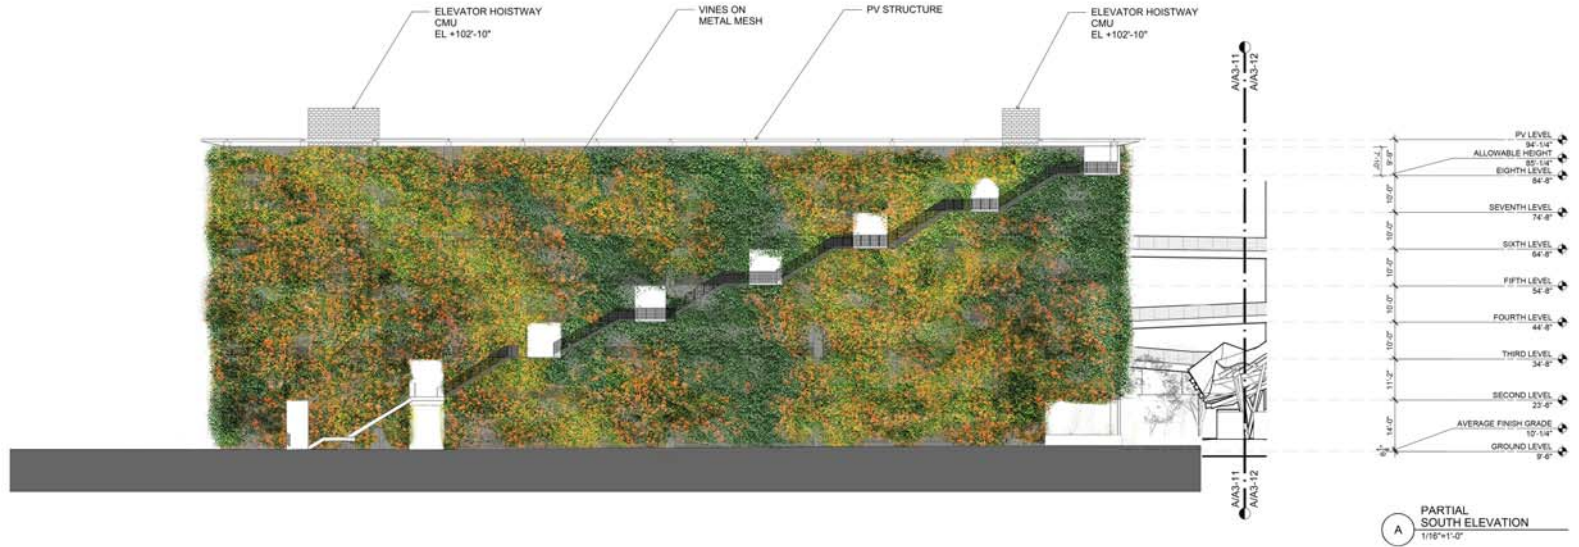 ELEVATOR HOISTWAY
CMU
EL +102'-10"
VINES ON
METAL MESH
PV STRUCTURE
ELEVATOR HOISTWAY
CMU
EL +102'-10"
A/A3-11
A/A3-12
PV LEVEL
94'-1/4"
ALLOWABLE HEIGHT
85'-1/4"
EIGHTH LEVEL
84'-8"
SEVENTH LEVEL
74'-8"
SIXTH LEVEL
64'-8"
FIFTH LEVEL
54'-8"
FOURTH LEVEL
44'-8"
THIRD LEVEL
34'-8"
SECOND LEVEL
23'-6"
AVERAGE FINISH GRADE
10'-1/4"
GROUND LEVEL
9'-6"
7'-10"
9'-9"
10'-0"
10'-0"
10'-0"
10'-0"
10'-0"
11'-2"
14'-0"
A/A3-11
A/A3-12
A
PARTIAL
SOUTH ELEVATION
1/16"=1'-0"